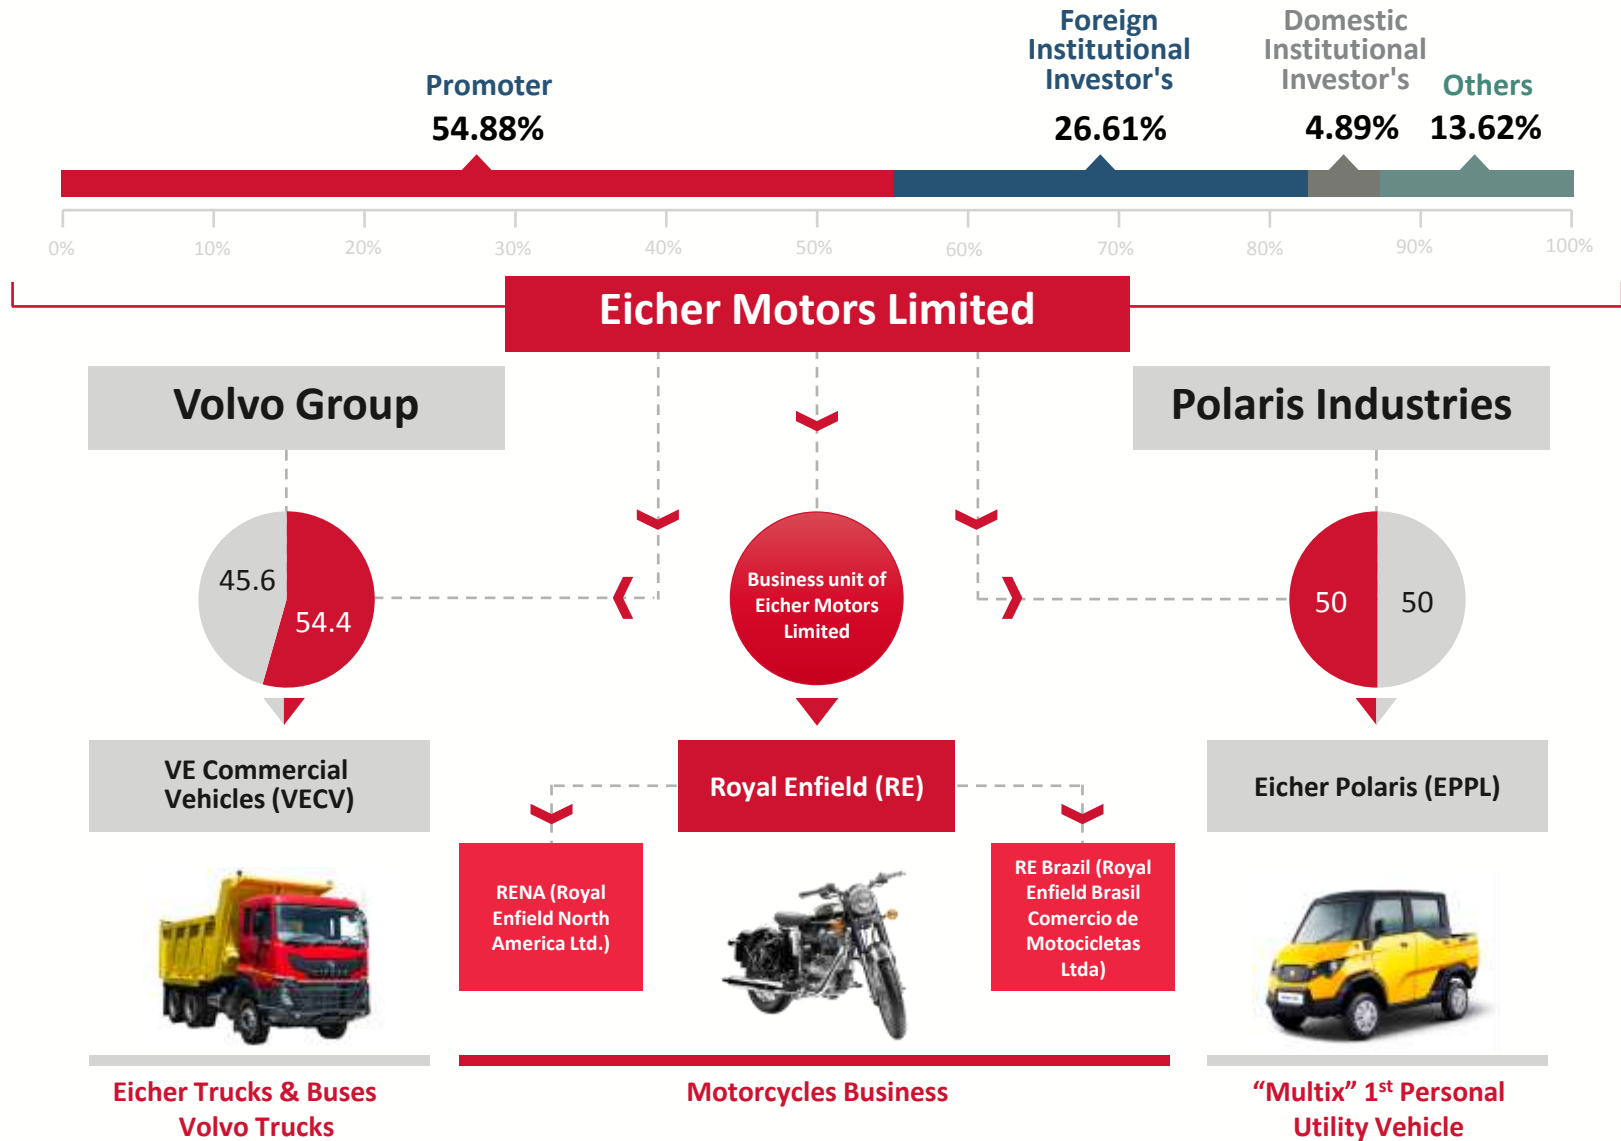 Foreign
Institutional
Investor's
Domestic
Institutional
Investor's
Promoter
Others
54.88%
26.61%
4.89%
13.62%
0%
10%
20%
30%
40%
50%
60%
70%
80%
90%
100%
Eicher Motors Limited
Volvo Group
Polaris Industries
45.6
54.4
Business unit of
Eicher Motors
Limited
50
50
VE Commercial
Vehicles (VECV)
Royal Enfield (RE)
Eicher Polaris (EPPL)
RENA (Royal
Enfield North
America Ltd.)
RE Brazil (Royal
Enfield Brasil
Comercio de
Motocicletas
Ltda)
Eicher Trucks & Buses
Volvo Trucks
Motorcycles Business
“Multix” 1st Personal
Utility Vehicle